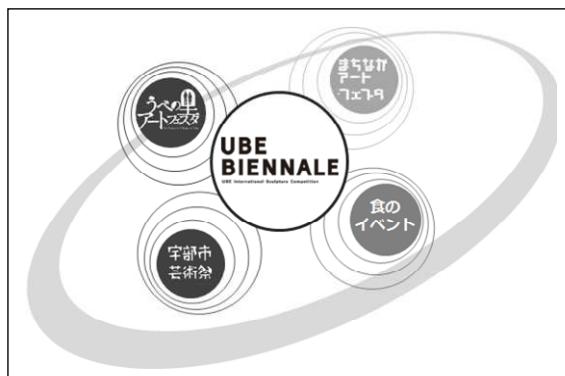 うべの里
アートフェスタ
まちなか
アート
フェスタ
UBE
BIENNALE
UBE International Sculpture Competition
食の
イベント
宇部市
芸術祭